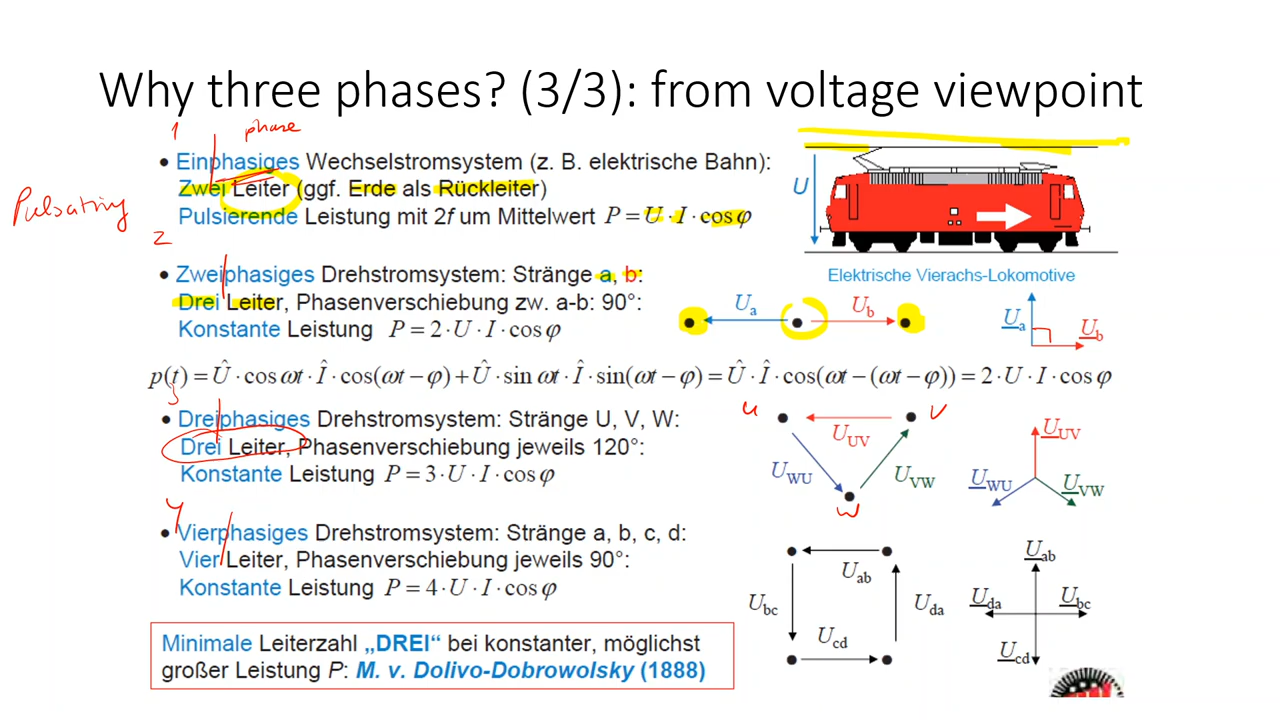 Why three phases? (3/3): from voltage viewpoint
1 phase
• Einphasiges Wechselstromsystem (z. B. elektrische Bahn):
Zwei Leiter (ggf. Erde als Rückleiter)
Pulsierende Leistung mit 2f um Mittelwert P = U · I · cos φ
Pulsating
U
Elektrische Vierachs-Lokomotive
2
• Zweiphasiges Drehstromsystem: Stränge a, b:
Drei Leiter, Phasenverschiebung zw. a-b: 90°:
Konstante Leistung P = 2 · U · I · cos φ
U_a U_b
U_a U_b
p(t) = Û · cos ωt · Î · cos(ωt − φ) + Û · sin ωt · Î · sin(ωt − φ) = Û · Î · cos(ωt − (ωt − φ)) = 2 · U · I · cos φ
3
• Dreiphasiges Drehstromsystem: Stränge U, V, W:
Drei Leiter, Phasenverschiebung jeweils 120°:
Konstante Leistung P = 3 · U · I · cos φ
u v
U_UV
U_WU U_VW
w
U_UV
U_WU U_VW
4
• Vierphasiges Drehstromsystem: Stränge a, b, c, d:
Vier Leiter, Phasenverschiebung jeweils 90°:
Konstante Leistung P = 4 · U · I · cos φ
U_ab
U_bc U_da
U_cd
U_ab
U_da U_bc
U_cd
Minimale Leiterzahl „DREI“ bei konstanter, möglichst
großer Leistung P: M. v. Dolivo-Dobrowolsky (1888)